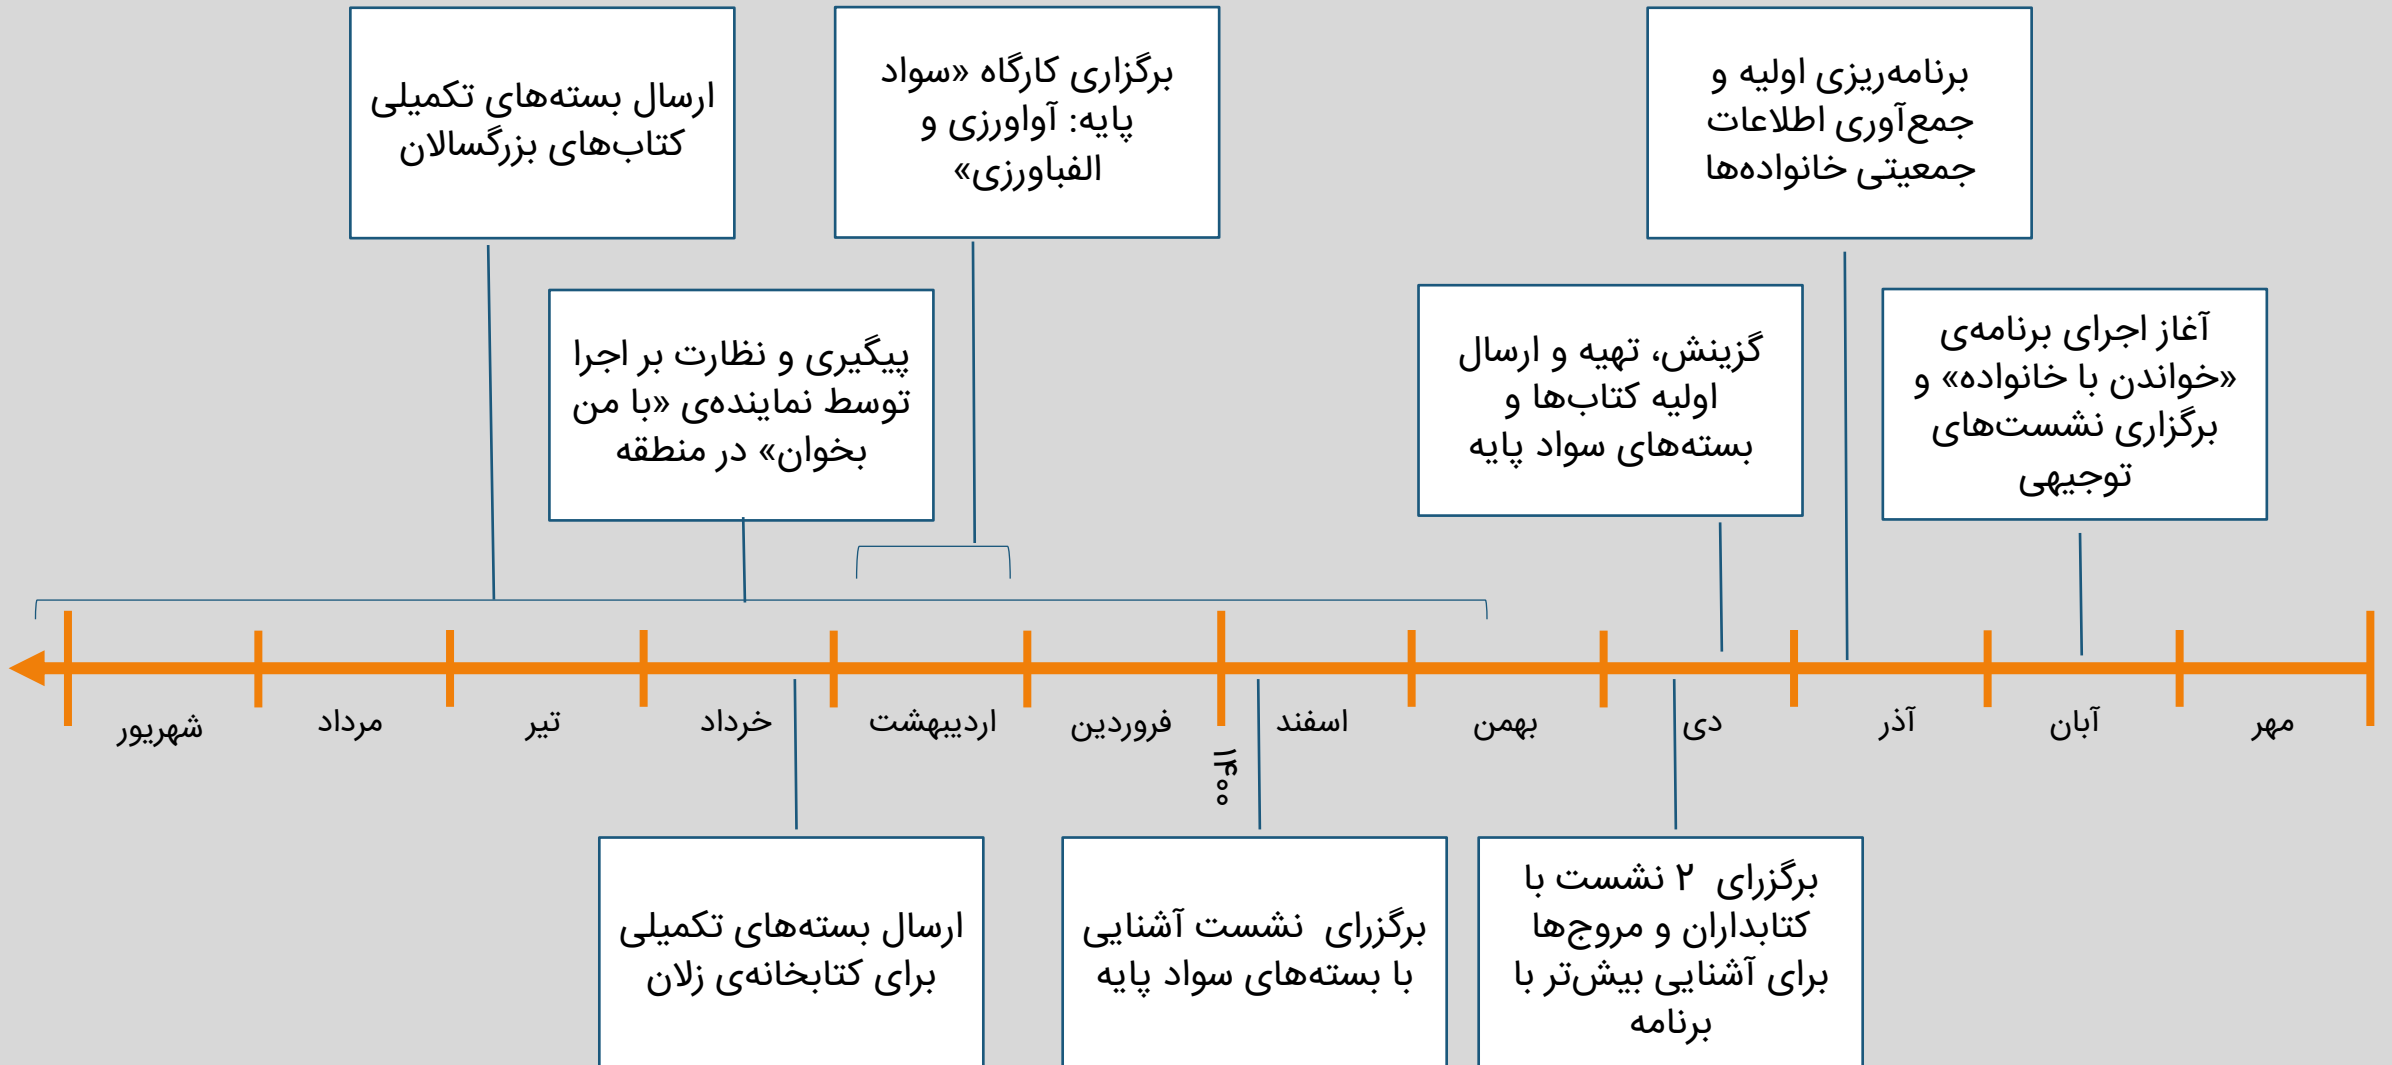 برنامه‌ریزی اولیه و
جمع‌آوری اطلاعات
جمعیتی خانواده‌ها
برگزاری کارگاه «سواد
پایه: آواورزی و
الفباورزی»
ارسال بسته‌های تکمیلی
کتاب‌های بزرگسالان
آغاز اجرای برنامه‌ی
«خواندن با خانواده» و
برگزاری نشست‌های
توجیهی
گزینش، تهیه و ارسال
اولیه کتاب‌ها و
بسته‌های سواد پایه
پیگیری و نظارت بر اجرا
توسط نماینده‌ی «با من
بخوان» در منطقه
مهر
آبان
آذر
دی
بهمن
اسفند
فروردین
اردیبهشت
خرداد
تیر
مرداد
شهریور
۱۴۰۰
برگزرای ۲ نشست با
کتابداران و مروج‌ها
برای آشنایی بیش‌تر با
برنامه
برگزرای نشست آشنایی
با بسته‌های سواد پایه
ارسال بسته‌های تکمیلی
برای کتابخانه‌ی زلان